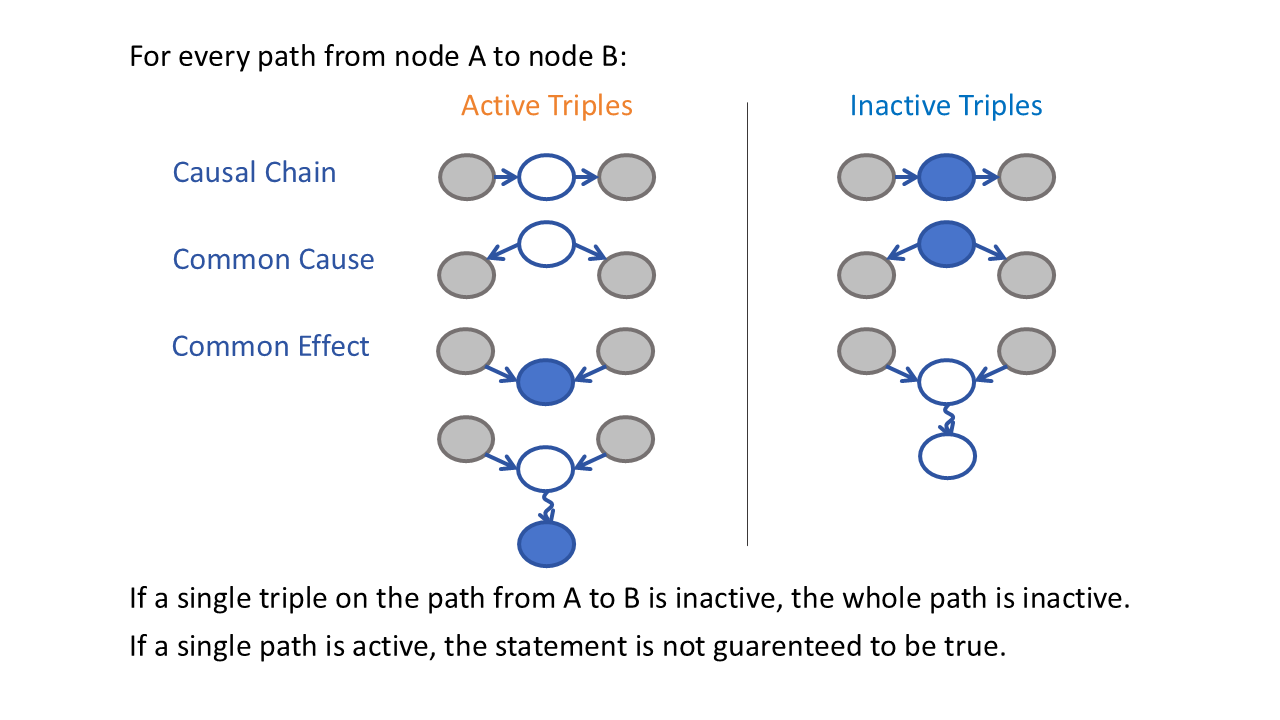 For every path from node A to node B:
Active Triples
Inactive Triples
Causal Chain
Common Cause
Common Effect
If a single triple on the path from A to B is inactive, the whole path is inactive.
If a single path is active, the statement is not guarenteed to be true.